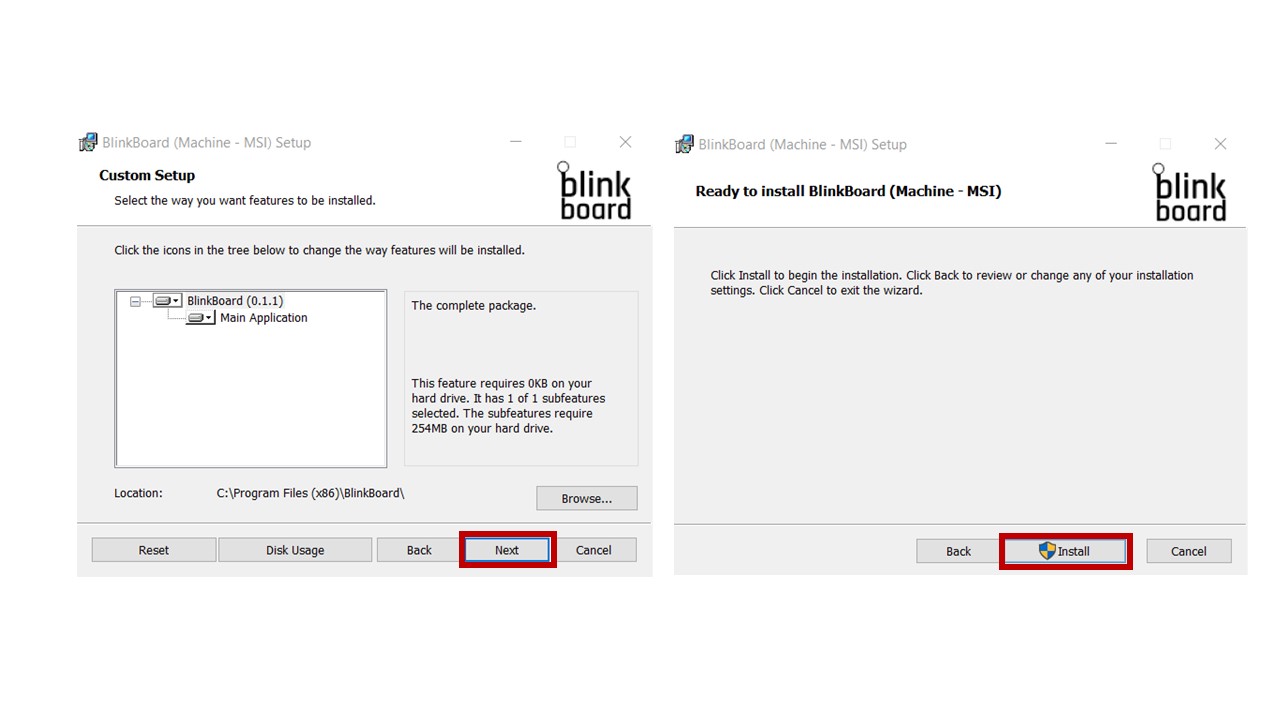 BlinkBoard (Machine - MSI) Setup
Custom Setup
Select the way you want features to be installed.
blink
board
Click the icons in the tree below to change the way features will be installed.
BlinkBoard (0.1.1)
Main Application
The complete package.
This feature requires 0KB on your
hard drive. It has 1 of 1 subfeatures
selected. The subfeatures require
254MB on your hard drive.
Location:
C:\Program Files (x86)\BlinkBoard\
Browse...
Reset
Disk Usage
Back
Next
Cancel
BlinkBoard (Machine - MSI) Setup
Ready to install BlinkBoard (Machine - MSI)
blink
board
Click Install to begin the installation. Click Back to review or change any of your installation
settings. Click Cancel to exit the wizard.
Back
Install
Cancel